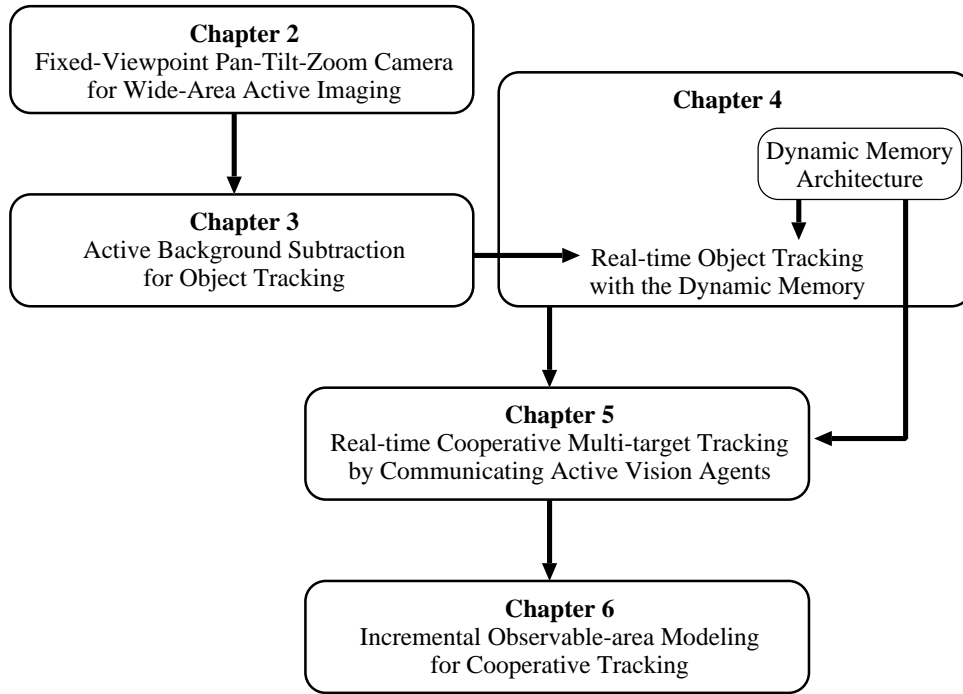 Chapter 2
Fixed-Viewpoint Pan-Tilt-Zoom Camera
for Wide-Area Active Imaging
Chapter 3
Active Background Subtraction
for Object Tracking
Chapter 4
Dynamic Memory
Architecture
Real-time Object Tracking
with the Dynamic Memory
Chapter 5
Real-time Cooperative Multi-target Tracking
by Communicating Active Vision Agents
Chapter 6
Incremental Observable-area Modeling
for Cooperative Tracking